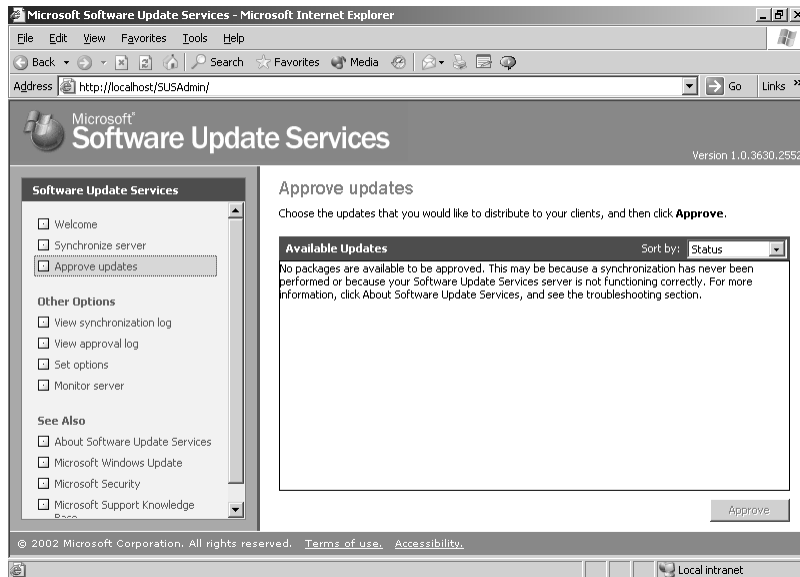 Microsoft Software Update Services - Microsoft Internet Explorer
File Edit View Favorites Tools Help
Back Search Favorites Media
Address http://localhost/SUSAdmin/ Go Links »
Microsoft®
Software Update Services
Version 1.0.3630.2552
Software Update Services
Welcome
Synchronize server
Approve updates
Other Options
View synchronization log
View approval log
Set options
Monitor server
See Also
About Software Update Services
Microsoft Windows Update
Microsoft Security
Microsoft Support Knowledge
Base
Approve updates
Choose the updates that you would like to distribute to your clients, and then click Approve.
Available Updates Sort by: Status
No packages are available to be approved. This may be because a synchronization has never been
performed or because your Software Update Services server is not functioning correctly. For more
information, click About Software Update Services, and see the troubleshooting section.
Approve
© 2002 Microsoft Corporation. All rights reserved. Terms of use. Accessibility.
Local intranet